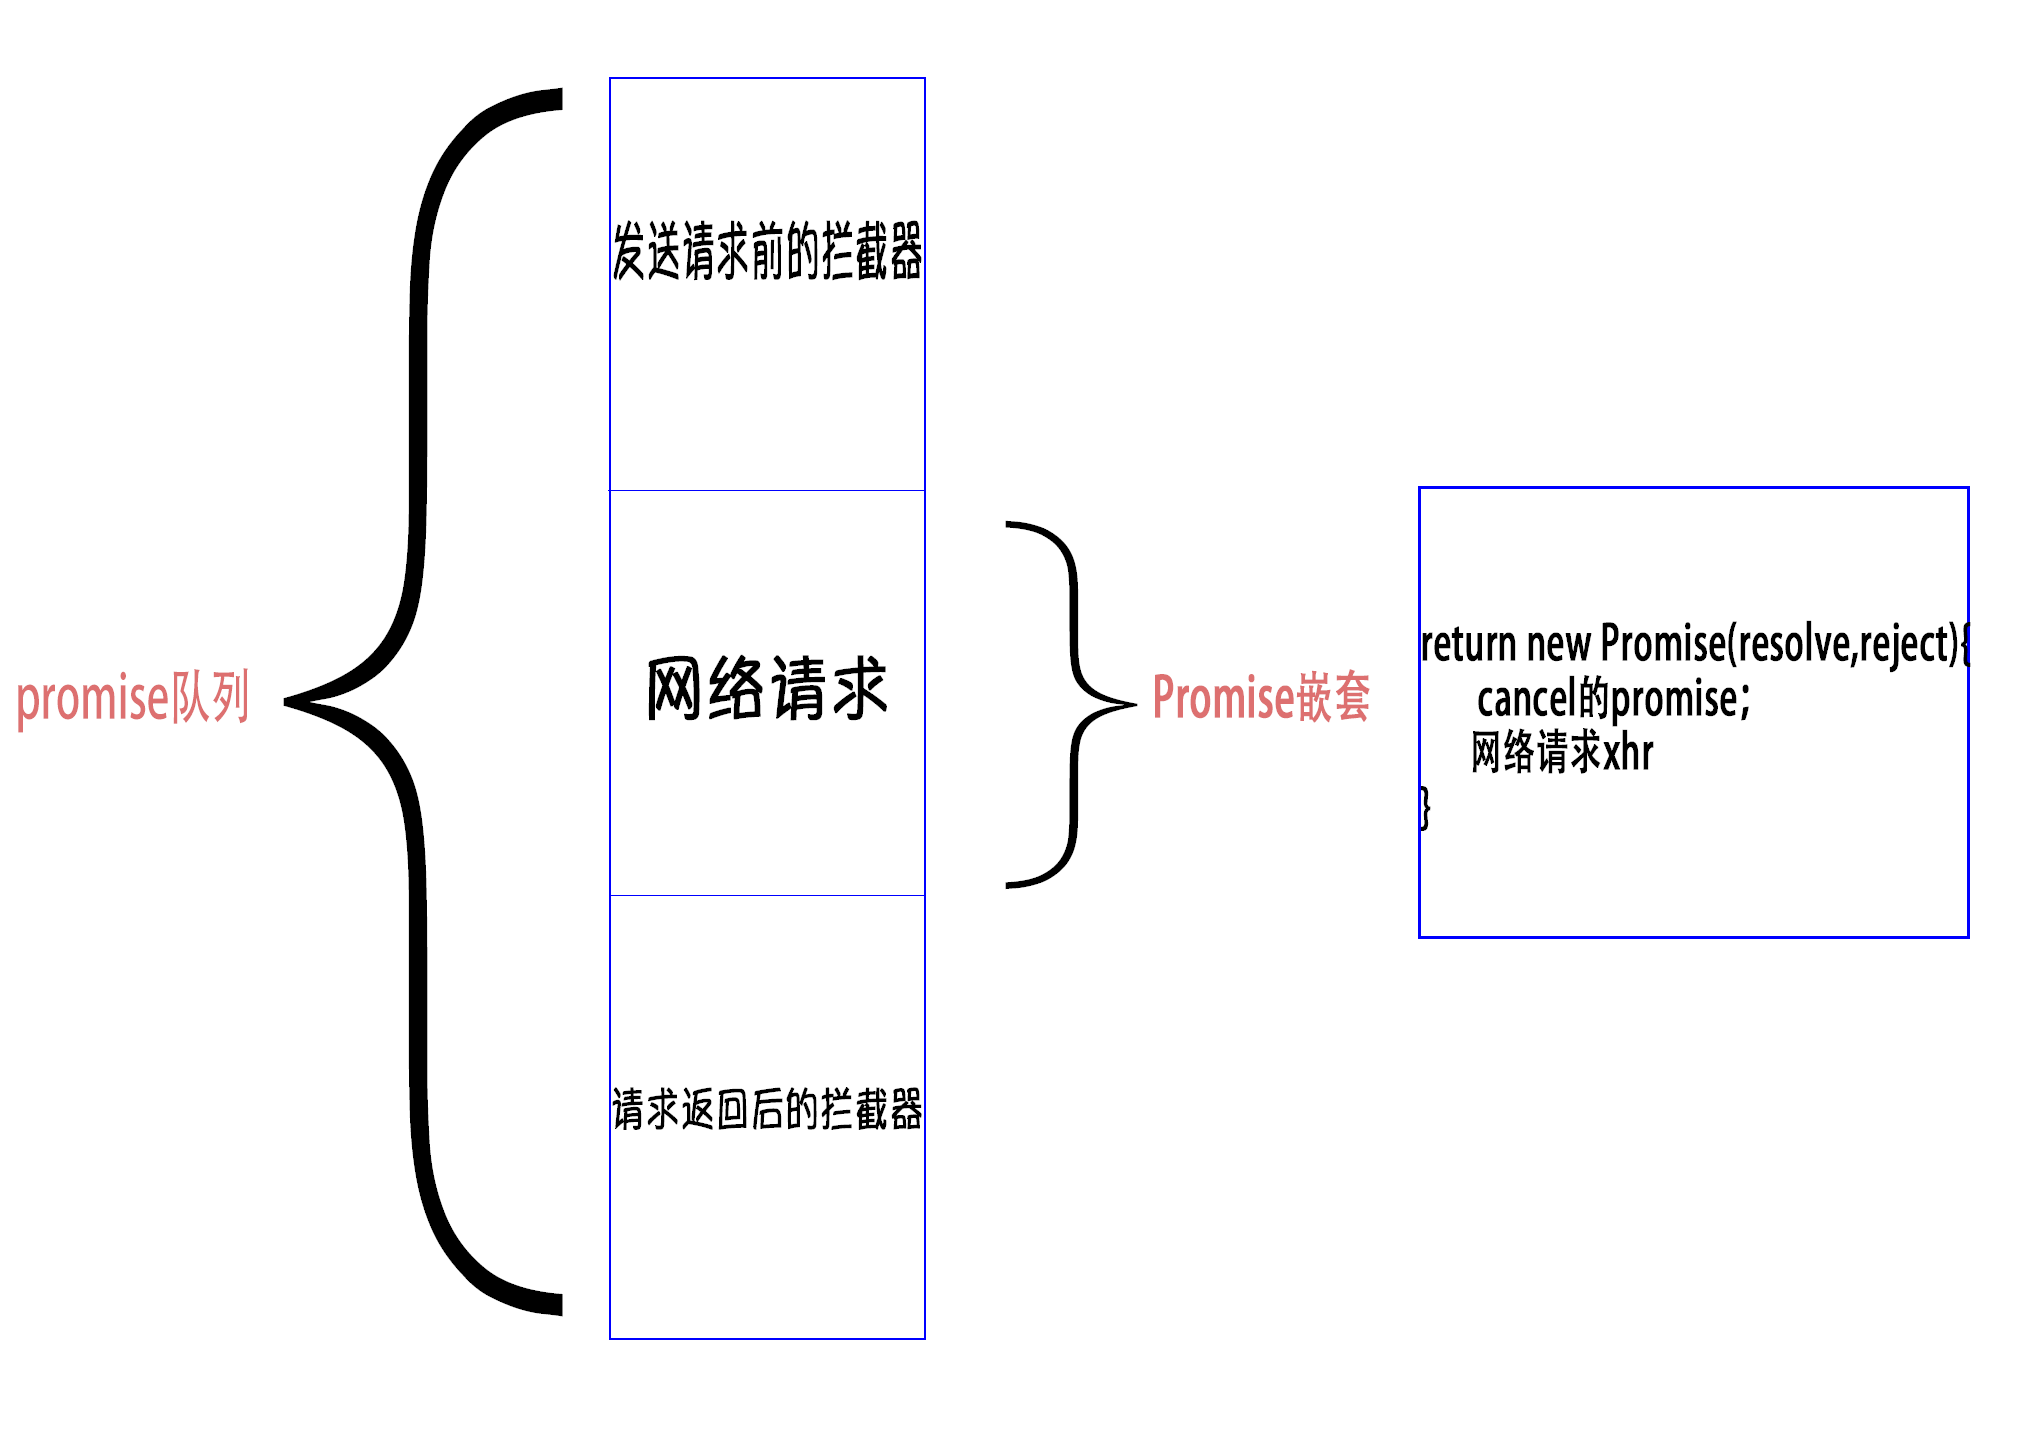 发送请求前的拦截器
promise队列
网络请求
Promise嵌套
return new Promise(resolve,reject){
cancel的promise;
网络请求xhr
}
请求返回后的拦截器